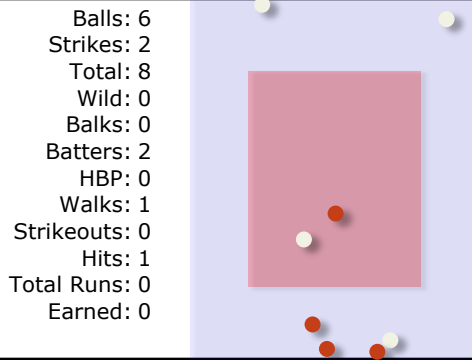 Balls: 6
Strikes: 2
Total: 8
Wild: 0
Balks: 0
Batters: 2
HBP: 0
Walks: 1
Strikeouts: 0
Hits: 1
Total Runs: 0
Earned: 0